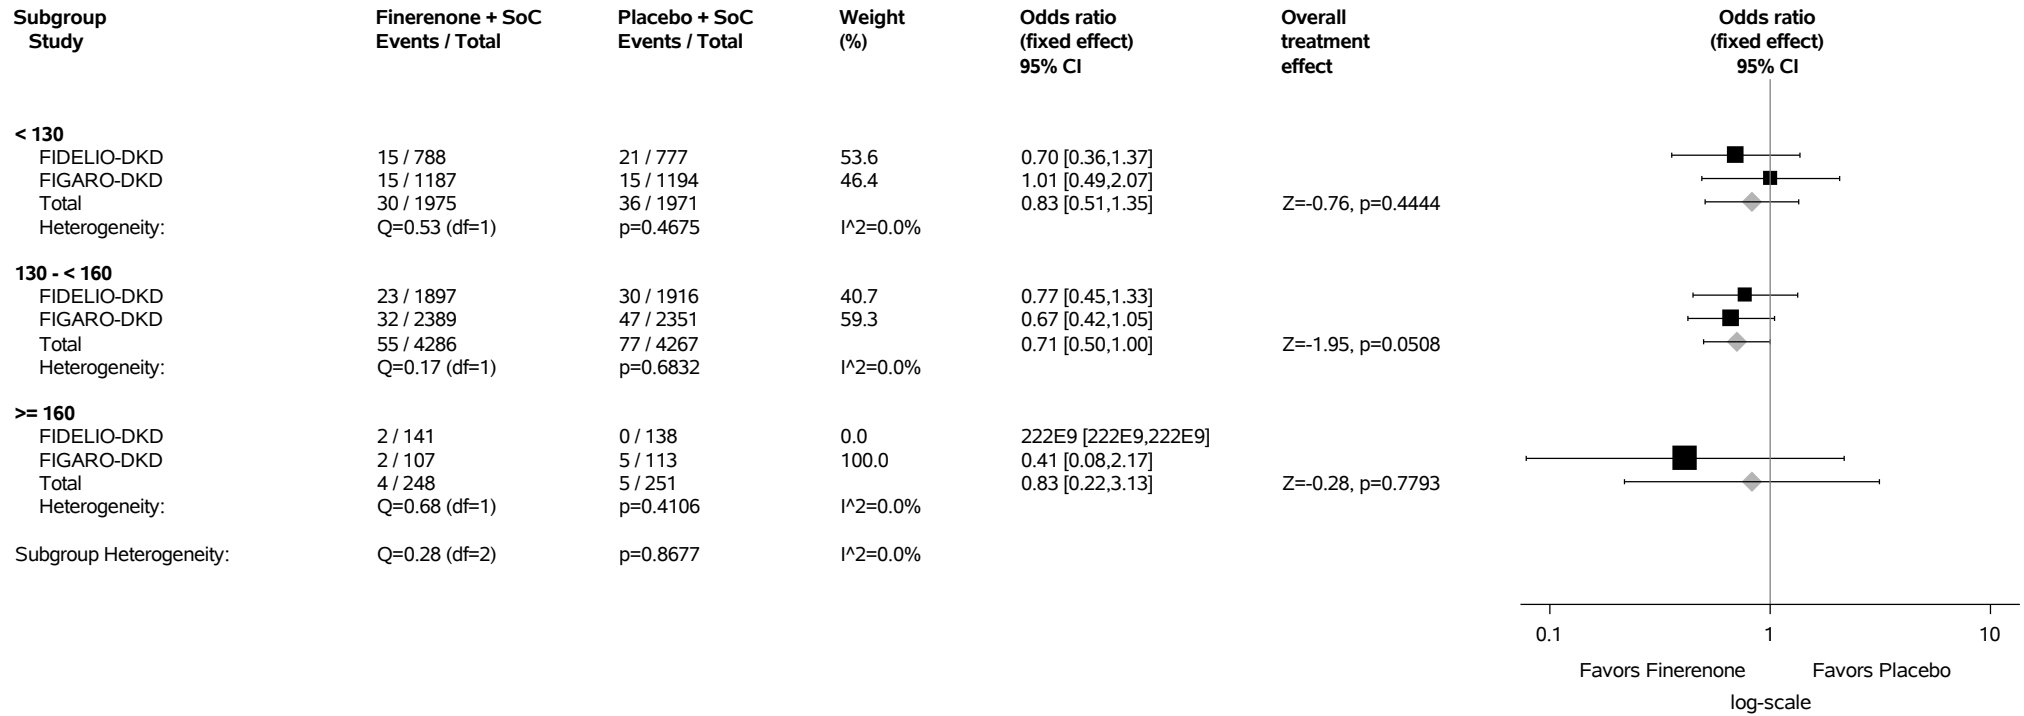 Subgroup Finerenone + SoC Placebo + SoC Weight Odds ratio Overall Odds ratio
Study Events / Total Events / Total (%) (fixed effect) treatment (fixed effect)
95% CI effect 95% CI
< 130
FIDELIO-DKD 15 / 788 21 / 777 53.6 0.70 [0.36,1.37]
FIGARO-DKD 15 / 1187 15 / 1194 46.4 1.01 [0.49,2.07]
Total 30 / 1975 36 / 1971 0.83 [0.51,1.35] Z=-0.76, p=0.4444
Heterogeneity: Q=0.53 (df=1) p=0.4675 I^2=0.0%
130 - < 160
FIDELIO-DKD 23 / 1897 30 / 1916 40.7 0.77 [0.45,1.33]
FIGARO-DKD 32 / 2389 47 / 2351 59.3 0.67 [0.42,1.05]
Total 55 / 4286 77 / 4267 0.71 [0.50,1.00] Z=-1.95, p=0.0508
Heterogeneity: Q=0.17 (df=1) p=0.6832 I^2=0.0%
>= 160
FIDELIO-DKD 2 / 141 0 / 138 0.0 222E9 [222E9,222E9]
FIGARO-DKD 2 / 107 5 / 113 100.0 0.41 [0.08,2.17]
Total 4 / 248 5 / 251 0.83 [0.22,3.13] Z=-0.28, p=0.7793
Heterogeneity: Q=0.68 (df=1) p=0.4106 I^2=0.0%
Subgroup Heterogeneity: Q=0.28 (df=2) p=0.8677 I^2=0.0%
0.1 1 10
Favors Finerenone Favors Placebo
log-scale